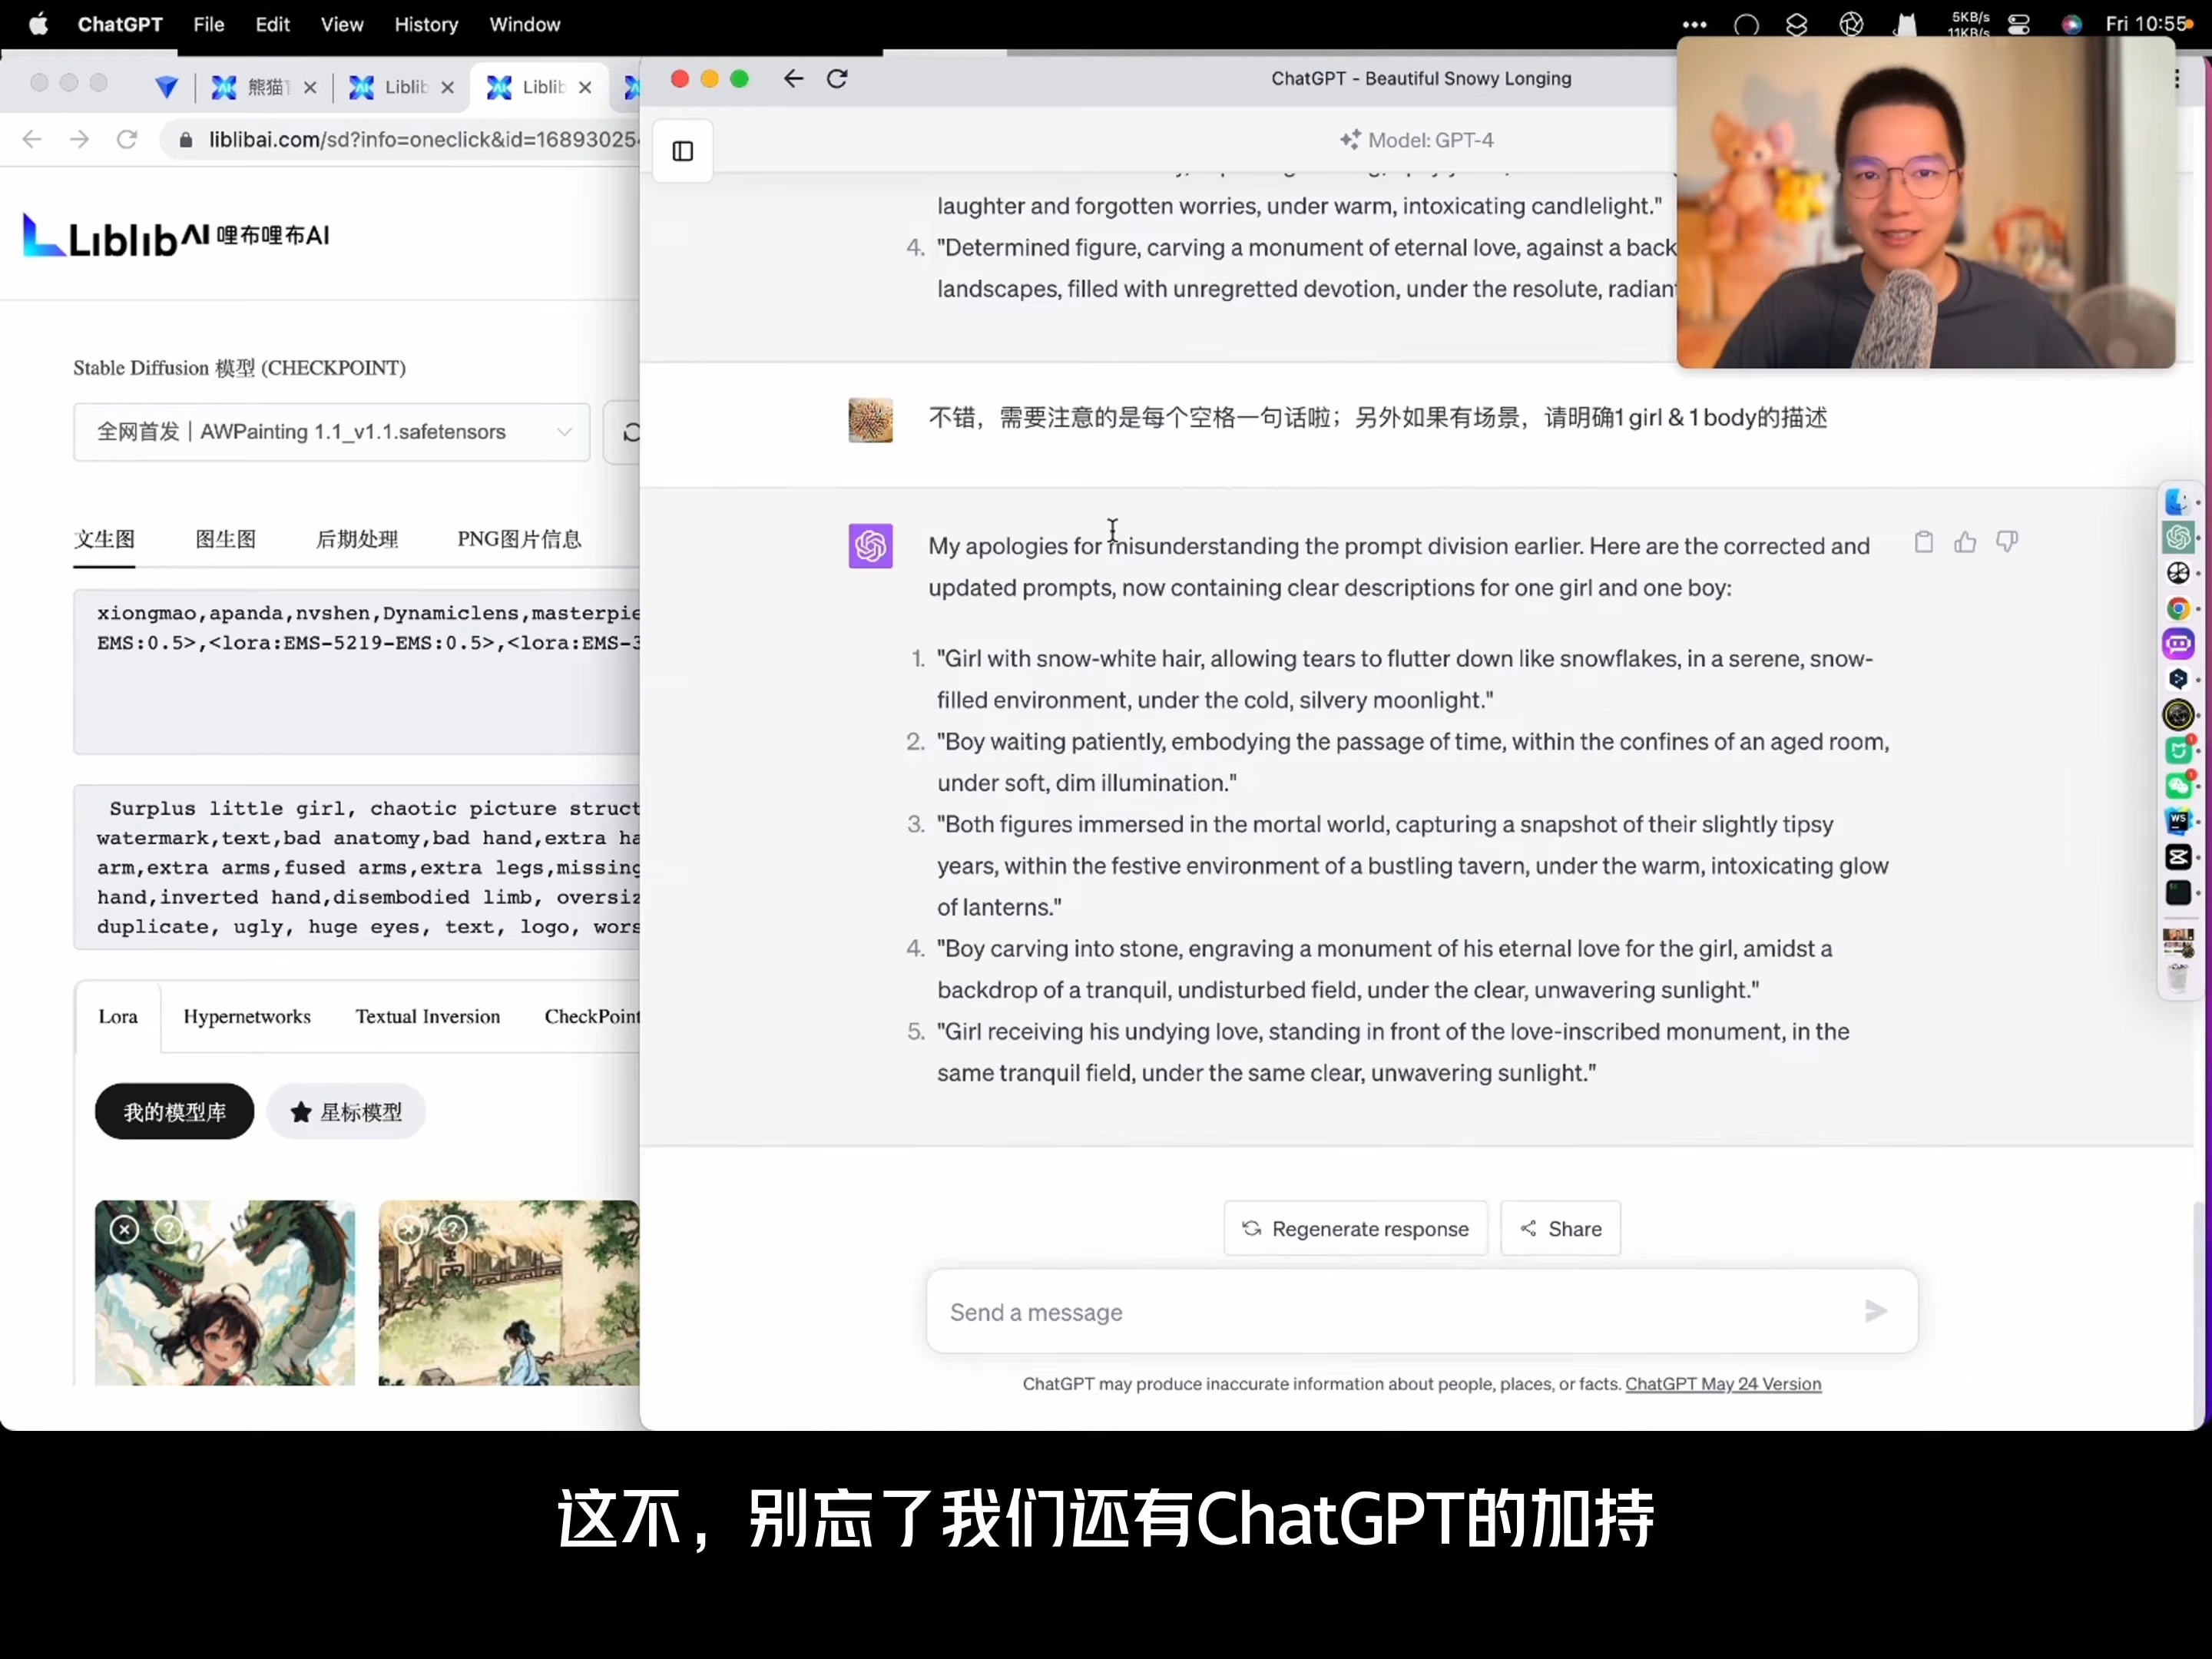 ChatGPT File Edit View History Window
5KB/s
11KB/s
Fri 10:55
熊猫
Liblib
Liblib
liblibai.com/sd?info=oneclick&id=16893025
LiblibAI 哩布哩布AI
Stable Diffusion 模型 (CHECKPOINT)
全网首发｜AWPainting 1.1_v1.1.safetensors
文生图 图生图 后期处理 PNG图片信息
xiongmao,apanda,nvshen,Dynamiclens,masterpie
EMS:0.5>,<lora:EMS-5219-EMS:0.5>,<lora:EMS-3
Surplus little girl, chaotic picture struct
watermark,text,bad anatomy,bad hand,extra ha
arm,extra arms,fused arms,extra legs,missing
hand,inverted hand,disembodied limb, oversiz
duplicate, ugly, huge eyes, text, logo, wors
Lora Hypernetworks Textual Inversion CheckPoint
我的模型库 星标模型
ChatGPT - Beautiful Snowy Longing
Model: GPT-4
laughter and forgotten worries, under warm, intoxicating candlelight."
4. "Determined figure, carving a monument of eternal love, against a back
landscapes, filled with unregretted devotion, under the resolute, radian
不错，需要注意的是每个空格一句话啦；另外如果有场景，请明确1 girl & 1 body的描述
My apologies for misunderstanding the prompt division earlier. Here are the corrected and
updated prompts, now containing clear descriptions for one girl and one boy:
1. "Girl with snow-white hair, allowing tears to flutter down like snowflakes, in a serene, snow-
filled environment, under the cold, silvery moonlight."
2. "Boy waiting patiently, embodying the passage of time, within the confines of an aged room,
under soft, dim illumination."
3. "Both figures immersed in the mortal world, capturing a snapshot of their slightly tipsy
years, within the festive environment of a bustling tavern, under the warm, intoxicating glow
of lanterns."
4. "Boy carving into stone, engraving a monument of his eternal love for the girl, amidst a
backdrop of a tranquil, undisturbed field, under the clear, unwavering sunlight."
5. "Girl receiving his undying love, standing in front of the love-inscribed monument, in the
same tranquil field, under the same clear, unwavering sunlight."
Regenerate response
Share
Send a message
ChatGPT may produce inaccurate information about people, places, or facts. ChatGPT May 24 Version
WS
这不，别忘了我们还有ChatGPT的加持